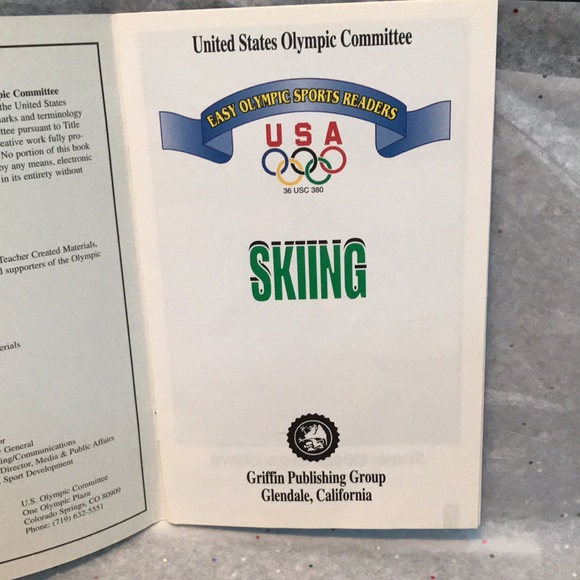 ic Committee
the United States
arks and terminology
ttee pursuant to Title
eative work fully pro-
No portion of this book
by any means, electronic
in its entirety without
Teacher Created Materials,
d supporters of the Olympic
erials
or
General
ing/Communications
Director, Media & Public Affairs
Sport Development
U.S. Olympic Committee
One Olympic Plaza
Colorado Springs, CO 80909
Phone: (719) 632-5551
United States Olympic Committee
EASY OLYMPIC SPORTS READERS
USA
36 USC 380
SKIING
Griffin Publishing Group
Glendale, California